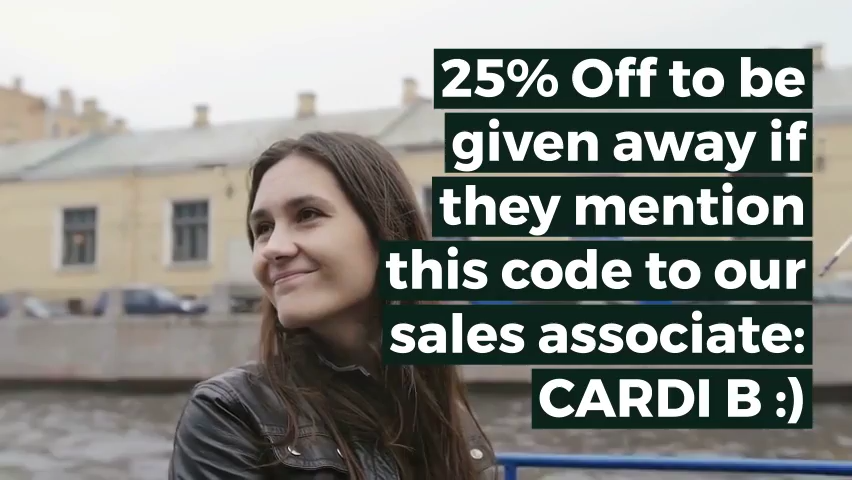 25% Off to be
given away if
they mention
this code to our
sales associate:
CARDI B :)